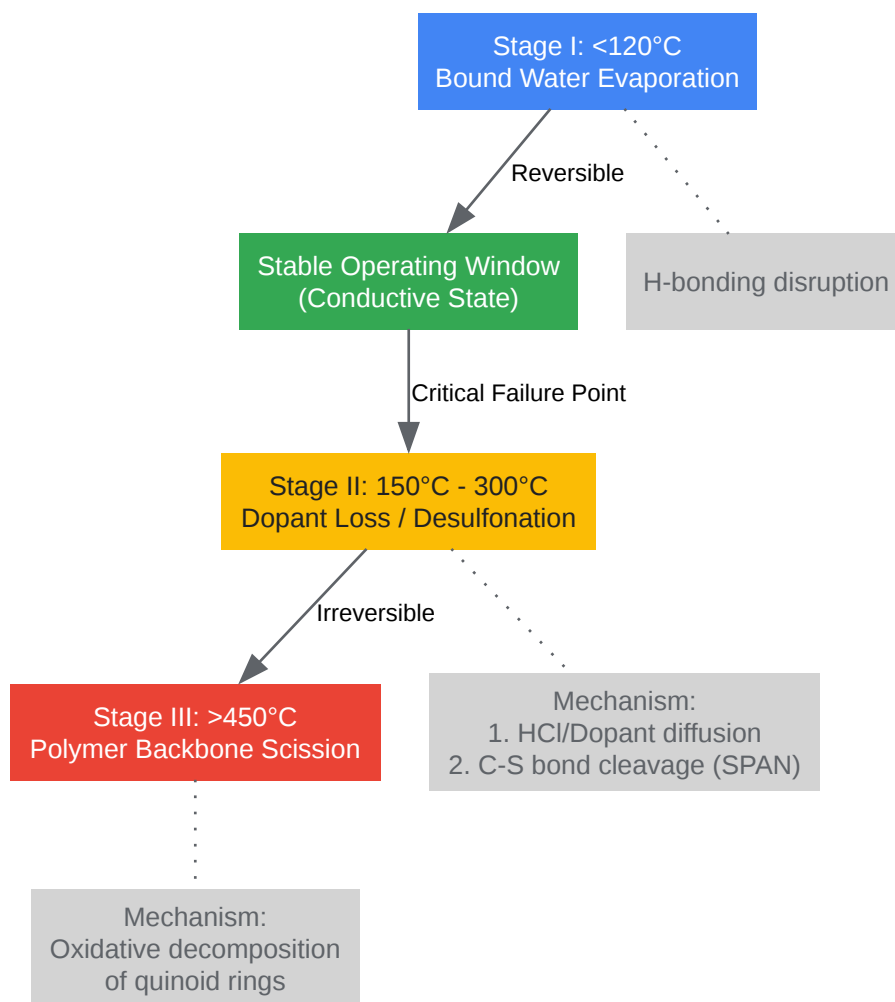 Stage I: <120°C
Bound Water Evaporation
Reversible
Stable Operating Window
(Conductive State)
H-bonding disruption
Critical Failure Point
Stage II: 150°C - 300°C
Dopant Loss / Desulfonation
Irreversible
Stage III: >450°C
Polymer Backbone Scission
Mechanism:
1. HCl/Dopant diffusion
2. C-S bond cleavage (SPAN)
Mechanism:
Oxidative decomposition
of quinoid rings